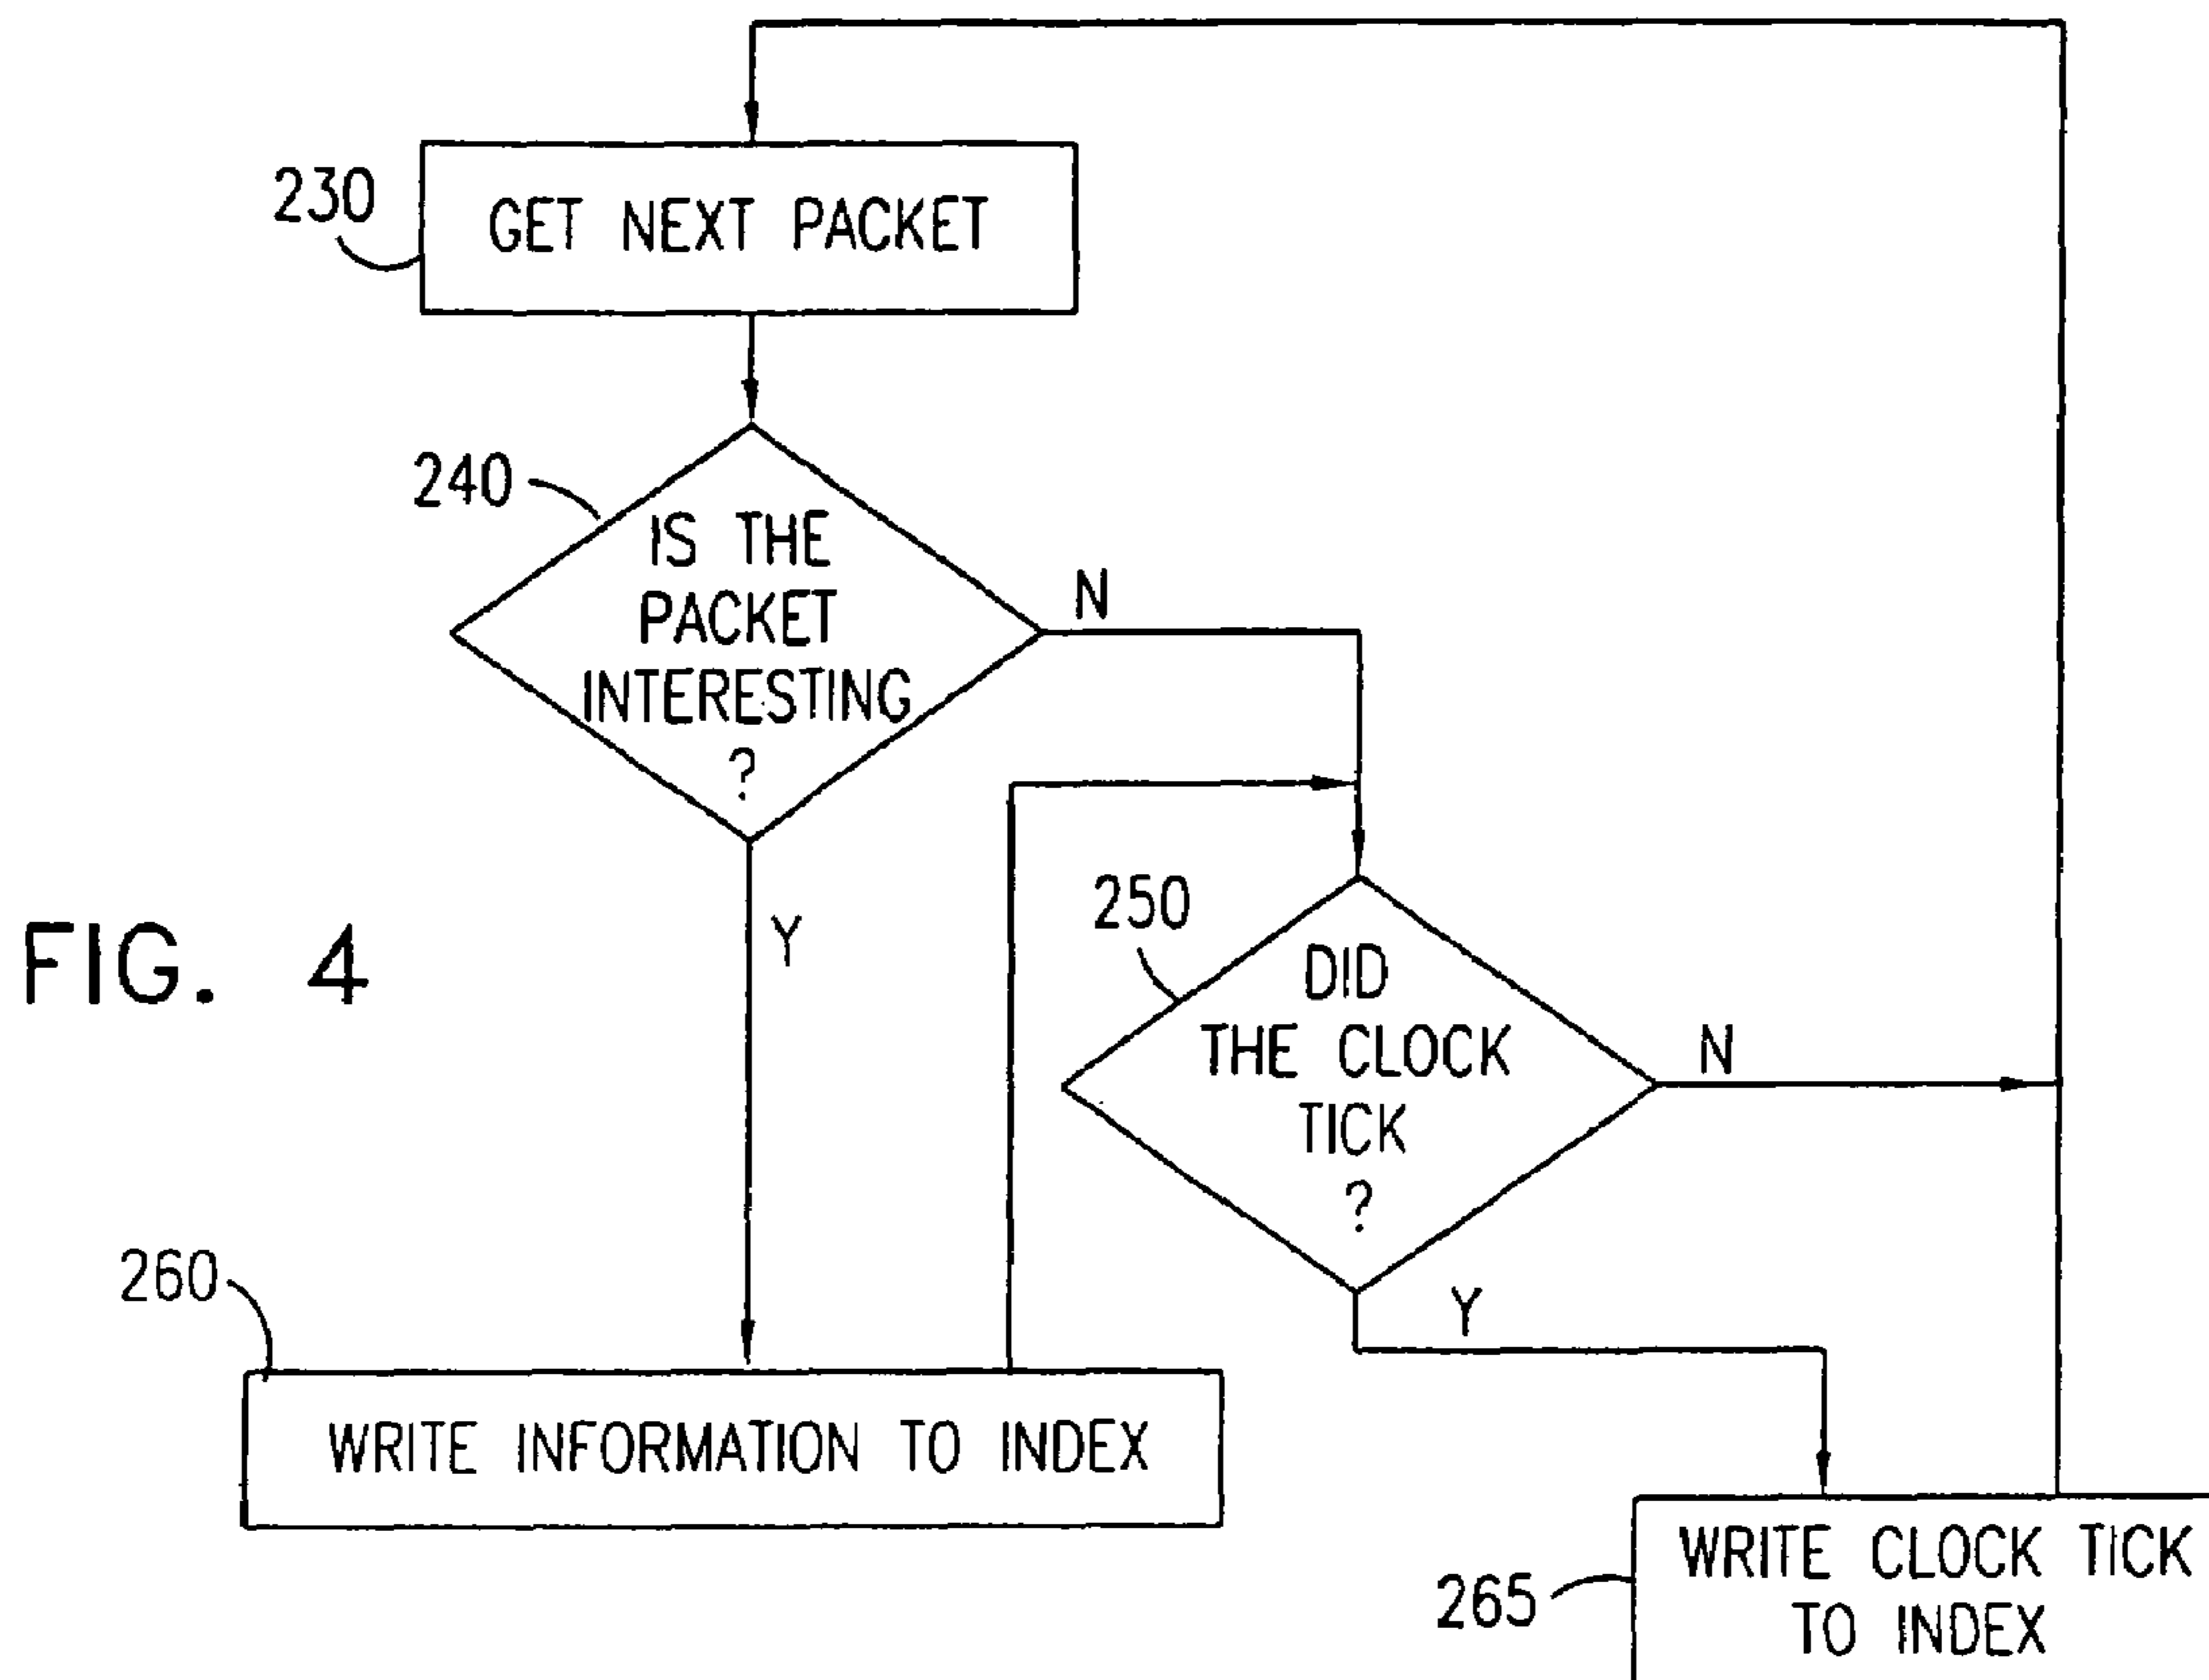 230
GET NEXT PACKET
240
IS THE
PACKET
INTERESTING
?
N
Y
FIG. 4
250
DID
THE CLOCK
TICK
?
N
Y
260
WRITE INFORMATION TO INDEX
265
WRITE CLOCK TICK
TO INDEX